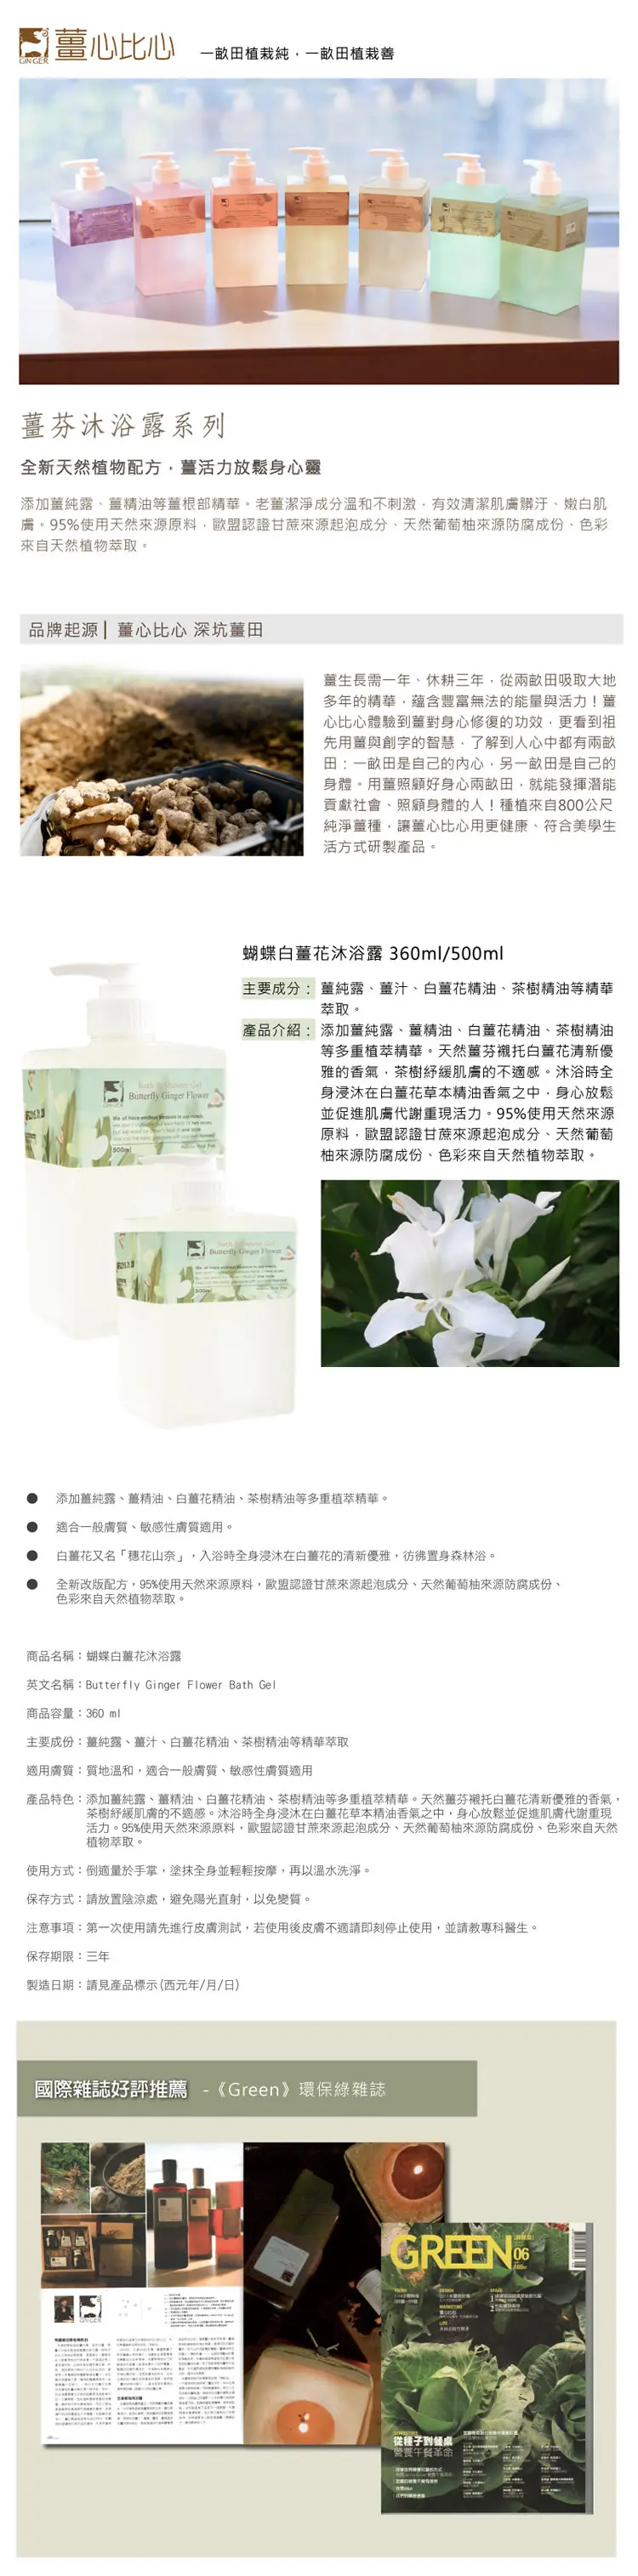 GINGER
薑心比心
一畝田植栽純，一畝田植栽善
薑芬沐浴露系列
全新天然植物配方，薑活力放鬆身心靈
添加薑純露、薑精油等薑根部精華。老薑潔淨成分溫和不刺激，有效清潔肌膚髒汙、嫩白肌
膚。95%使用天然來源原料，歐盟認證甘蔗來源起泡成分、天然葡萄柚來源防腐成份、色彩
來自天然植物萃取。
品牌起源｜薑心比心 深坑薑田
薑生長需一年、休耕三年，從兩畝田吸取大地
多年的精華，蘊含豐富無法的能量與活力！薑
心比心體驗到薑對身心修復的功效，更看到祖
先用薑與創字的智慧，了解到人心中都有兩畝
田：一畝田是自己的內心，另一畝田是自己的
身體。用薑照顧好身心兩畝田，就能發揮潛能
貢獻社會、照顧身體的人！種植來自800公尺
純淨薑種，讓薑心比心用更健康、符合美學生
活方式研製產品。
蝴蝶白薑花沐浴露 360ml/500ml
主要成分：薑純露、薑汁、白薑花精油、茶樹精油等精華
萃取。
產品介紹：添加薑純露、薑精油、白薑花精油、茶樹精油
等多重植萃精華。天然薑芬襯托白薑花清新優
雅的香氣，茶樹紓緩肌膚的不適感。沐浴時全
身浸沐在白薑花草本精油香氣之中，身心放鬆
並促進肌膚代謝重現活力。95%使用天然來源
原料，歐盟認證甘蔗來源起泡成分、天然葡萄
柚來源防腐成份、色彩來自天然植物萃取。
Bath & Shower Gel
Butterfly Ginger Flower
GINGER
500ml
Bath & Shower Gel
Butterfly Ginger Flower
500ml
● 添加薑純露、薑精油、白薑花精油、茶樹精油等多重植萃精華。
● 適合一般膚質、敏感性膚質適用。
● 白薑花又名「穗花山奈」，入浴時全身浸沐在白薑花的清新優雅，彷彿置身森林浴。
● 全新改版配方，95%使用天然來源原料，歐盟認證甘蔗來源起泡成分、天然葡萄柚來源防腐成份、
色彩來自天然植物萃取。
商品名稱：蝴蝶白薑花沐浴露
英文名稱：Butterfly Ginger Flower Bath Gel
商品容量：360 ml
主要成份：薑純露、薑汁、白薑花精油、茶樹精油等精華萃取
適用膚質：質地溫和，適合一般膚質、敏感性膚質適用
產品特色：添加薑純露、薑精油、白薑花精油、茶樹精油等多重植萃精華。天然薑芬襯托白薑花清新優雅的香氣，
茶樹紓緩肌膚的不適感。沐浴時全身浸沐在白薑花草本精油香氣之中，身心放鬆並促進肌膚代謝重現
活力。95%使用天然來源原料，歐盟認證甘蔗來源起泡成分、天然葡萄柚來源防腐成份、色彩來自天然
植物萃取。
使用方式：倒適量於手掌，塗抹全身並輕輕按摩，再以溫水洗淨。
保存方式：請放置陰涼處，避免陽光直射，以免變質。
注意事項：第一次使用請先進行皮膚測試，若使用後皮膚不適請即刻停止使用，並請教專科醫生。
保存期限：三年
製造日期：請見產品標示(西元年/月/日)
國際雜誌好評推薦 -《Green》環保綠雜誌
GREEN
06
從種子到餐桌
營養午餐革命